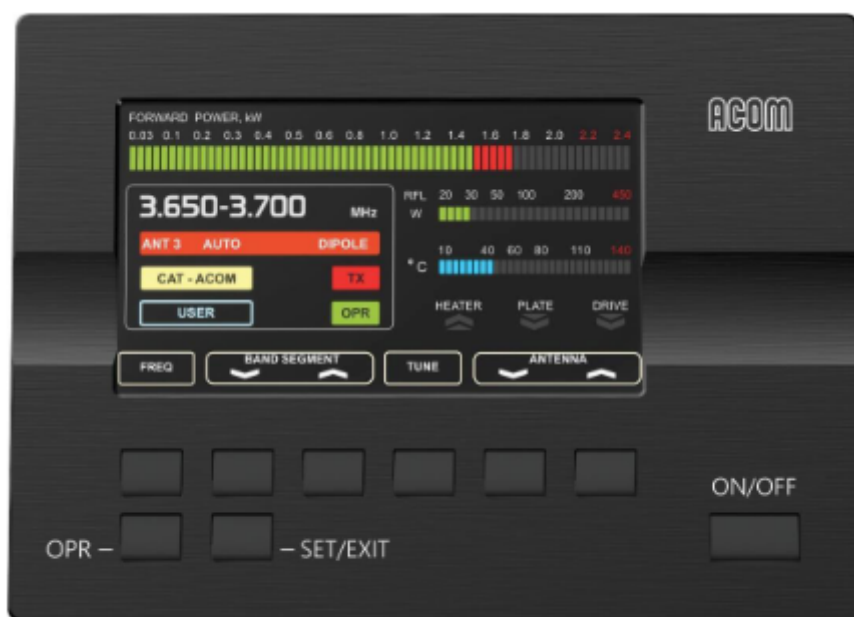 ACOM
FORWARD POWER, kW
0.03 0.1 0.2 0.3 0.4 0.5 0.6 0.8 1.0 1.2 1.4 1.6 1.8 2.0 2.2 2.4
3.650-3.700 MHz
ANT 3 AUTO DIPOLE
CAT - ACOM TX
USER OPR
RFL W 20 30 50 100 200 450
°C 10 40 60 80 110 140
HEATER PLATE DRIVE
FREQ BAND SEGMENT TUNE ANTENNA
ON/OFF
OPR – – SET/EXIT